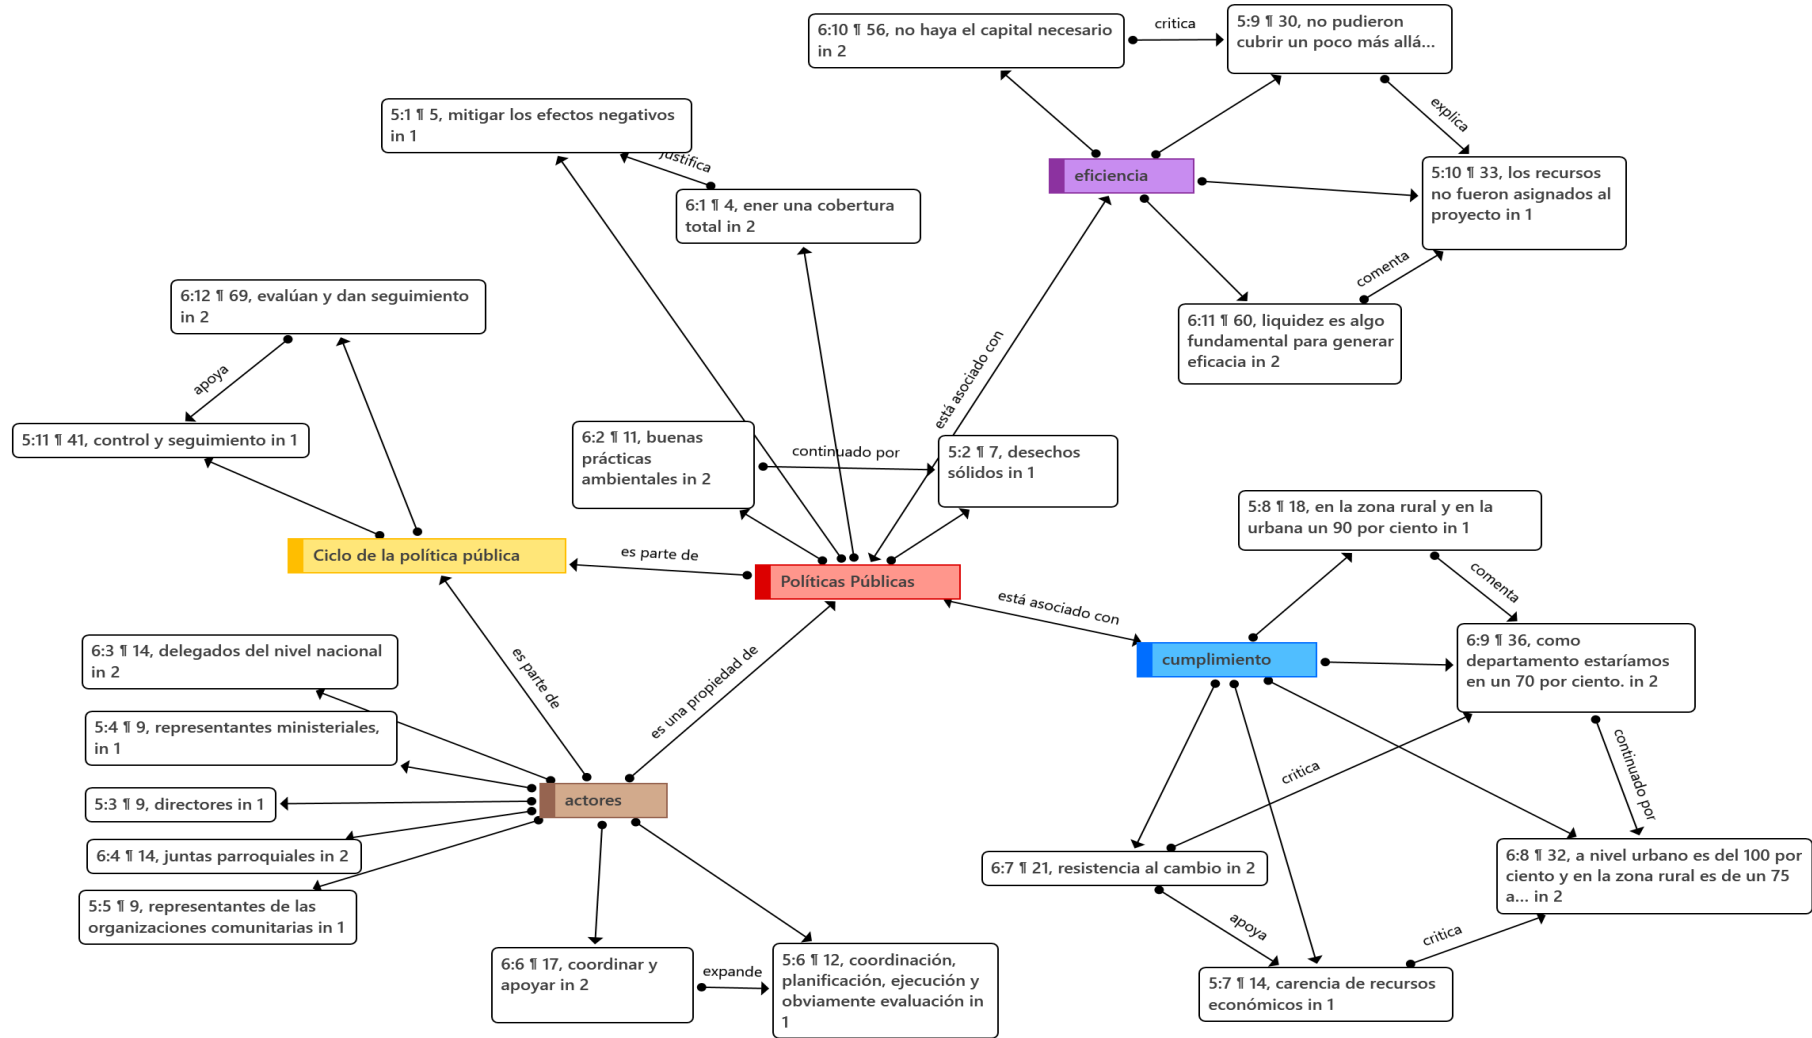 6:10 ¶ 56, no haya el capital necesario
in 2
critica
5:9 ¶ 30, no pudieron
cubrir un poco más allá...
explica
5:1 ¶ 5, mitigar los efectos negativos
in 1
justifica
6:1 ¶ 4, ener una cobertura
total in 2
eficiencia
5:10 ¶ 33, los recursos
no fueron asignados al
proyecto in 1
comenta
6:11 ¶ 60, liquidez es algo
fundamental para generar
eficacia in 2
6:12 ¶ 69, evalúan y dan seguimiento
in 2
apoya
5:11 ¶ 41, control y seguimiento in 1
está asociado con
6:2 ¶ 11, buenas
prácticas
ambientales in 2
continuado por
5:2 ¶ 7, desechos
sólidos in 1
Ciclo de la política pública
es parte de
Políticas Públicas
está asociado con
5:8 ¶ 18, en la zona rural y en la
urbana un 90 por ciento in 1
comenta
cumplimiento
6:9 ¶ 36, como
departamento estaríamos
en un 70 por ciento. in 2
6:3 ¶ 14, delegados del nivel nacional
in 2
es parte de
es una propiedad de
5:4 ¶ 9, representantes ministeriales,
in 1
5:3 ¶ 9, directores in 1
actores
6:4 ¶ 14, juntas parroquiales in 2
5:5 ¶ 9, representantes de las
organizaciones comunitarias in 1
critica
continuado por
6:7 ¶ 21, resistencia al cambio in 2
6:8 ¶ 32, a nivel urbano es del 100 por
ciento y en la zona rural es de un 75
a... in 2
apoya
critica
6:6 ¶ 17, coordinar y
apoyar in 2
expande
5:6 ¶ 12, coordinación,
planificación, ejecución y
obviamente evaluación in
1
5:7 ¶ 14, carencia de recursos
económicos in 1